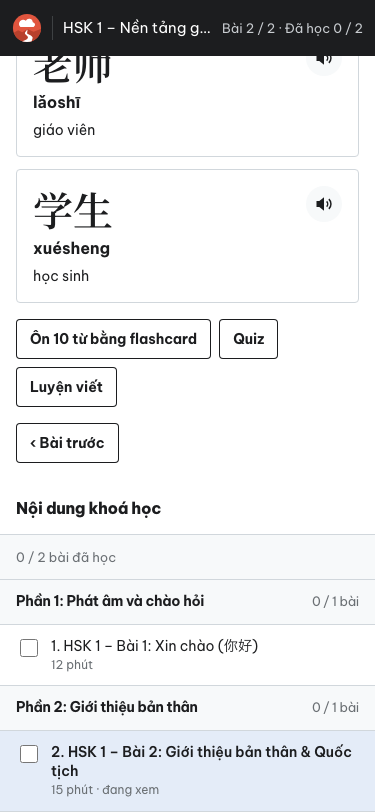 HSK 1 – Nền tảng g...
Bài 2 / 2 · Đã học 0 / 2
老师
lǎoshī
giáo viên
学生
xuésheng
học sinh
Ôn 10 từ bằng flashcard
Quiz
Luyện viết
‹ Bài trước
Nội dung khoá học
0 / 2 bài đã học
Phần 1: Phát âm và chào hỏi
0 / 1 bài
1. HSK 1 – Bài 1: Xin chào (你好)
12 phút
Phần 2: Giới thiệu bản thân
0 / 1 bài
2. HSK 1 – Bài 2: Giới thiệu bản thân & Quốc
tịch
15 phút · đang xem